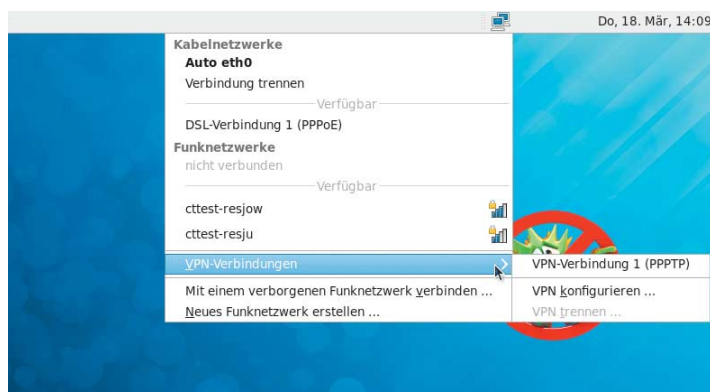 Do, 18. Mär, 14:09
Kabelnetzwerke
Auto eth0
Verbindung trennen
Verfügbar
DSL-Verbindung 1 (PPPoE)
Funknetzwerke
nicht verbunden
Verfügbar
cttest-resjow
cttest-resju
VPN-Verbindungen
VPN-Verbindung 1 (PPPTP)
Mit einem verborgenen Funknetzwerk verbinden ...
VPN konfigurieren ...
Neues Funknetzwerk erstellen ...
VPN trennen ...